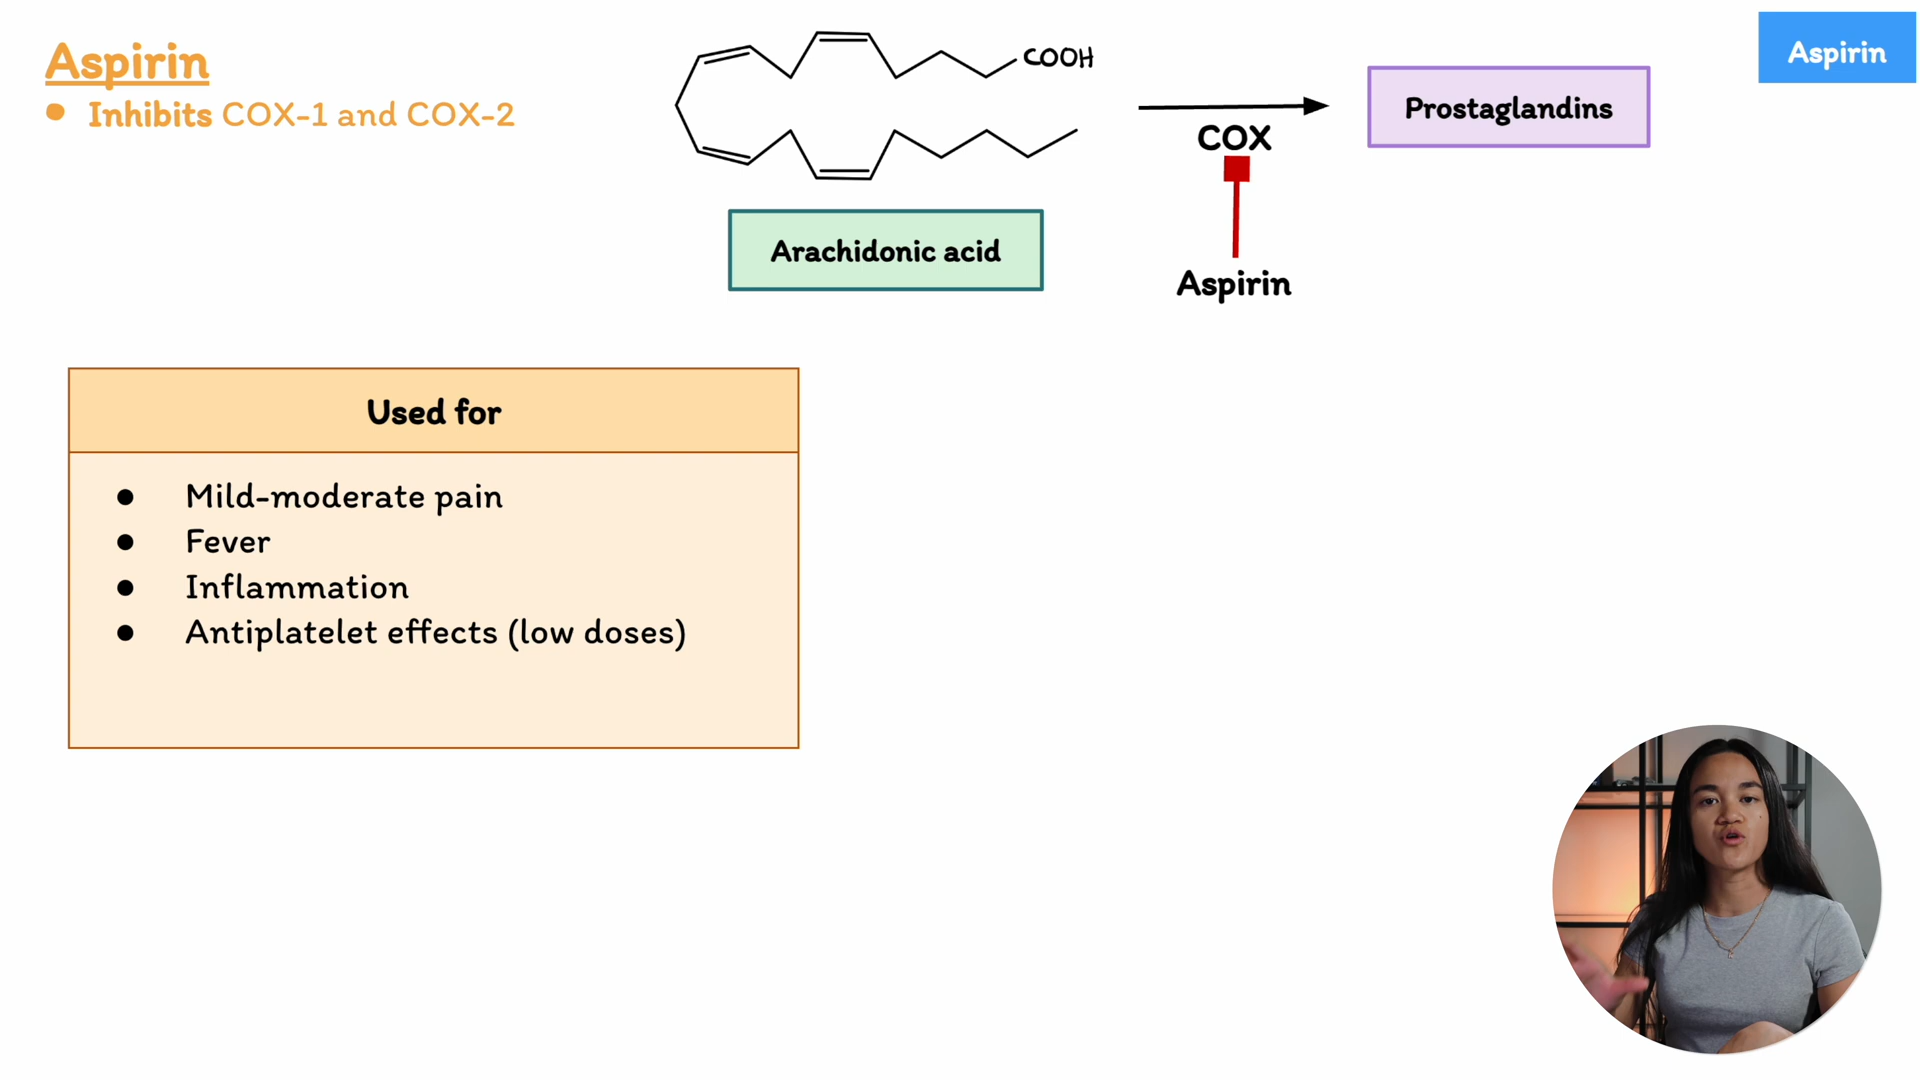 Aspirin
● Inhibits COX-1 and COX-2
COOH
COX
Aspirin
Prostaglandins
Aspirin
Arachidonic acid
Used for
● Mild-moderate pain
● Fever
● Inflammation
● Antiplatelet effects (low doses)